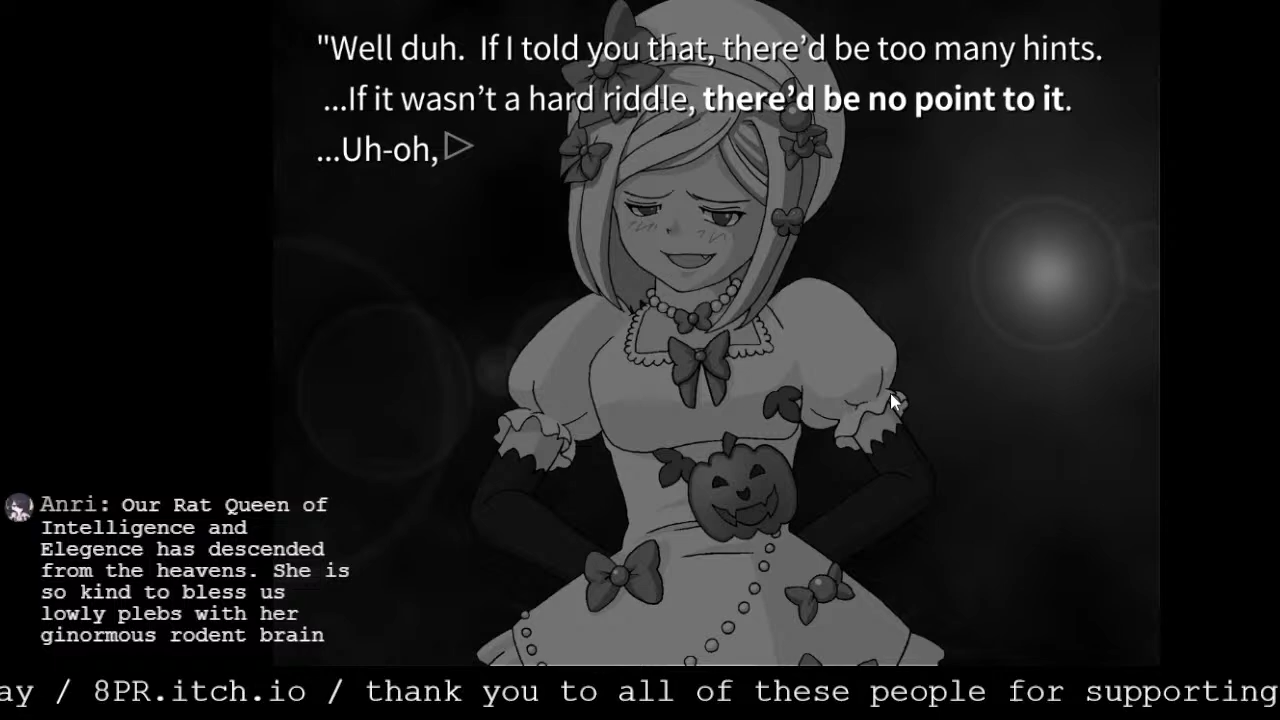 "Well duh. If I told you that, there'd be too many hints.
...If it wasn't a hard riddle, there'd be no point to it.
...Uh-oh,
Anri: Our Rat Queen of
Intelligence and
Elegence has descended
from the heavens. She is
so kind to bless us
lowly plebs with her
ginormous rodent brain
ay / 8PR.itch.io / thank you to all of these people for supporting